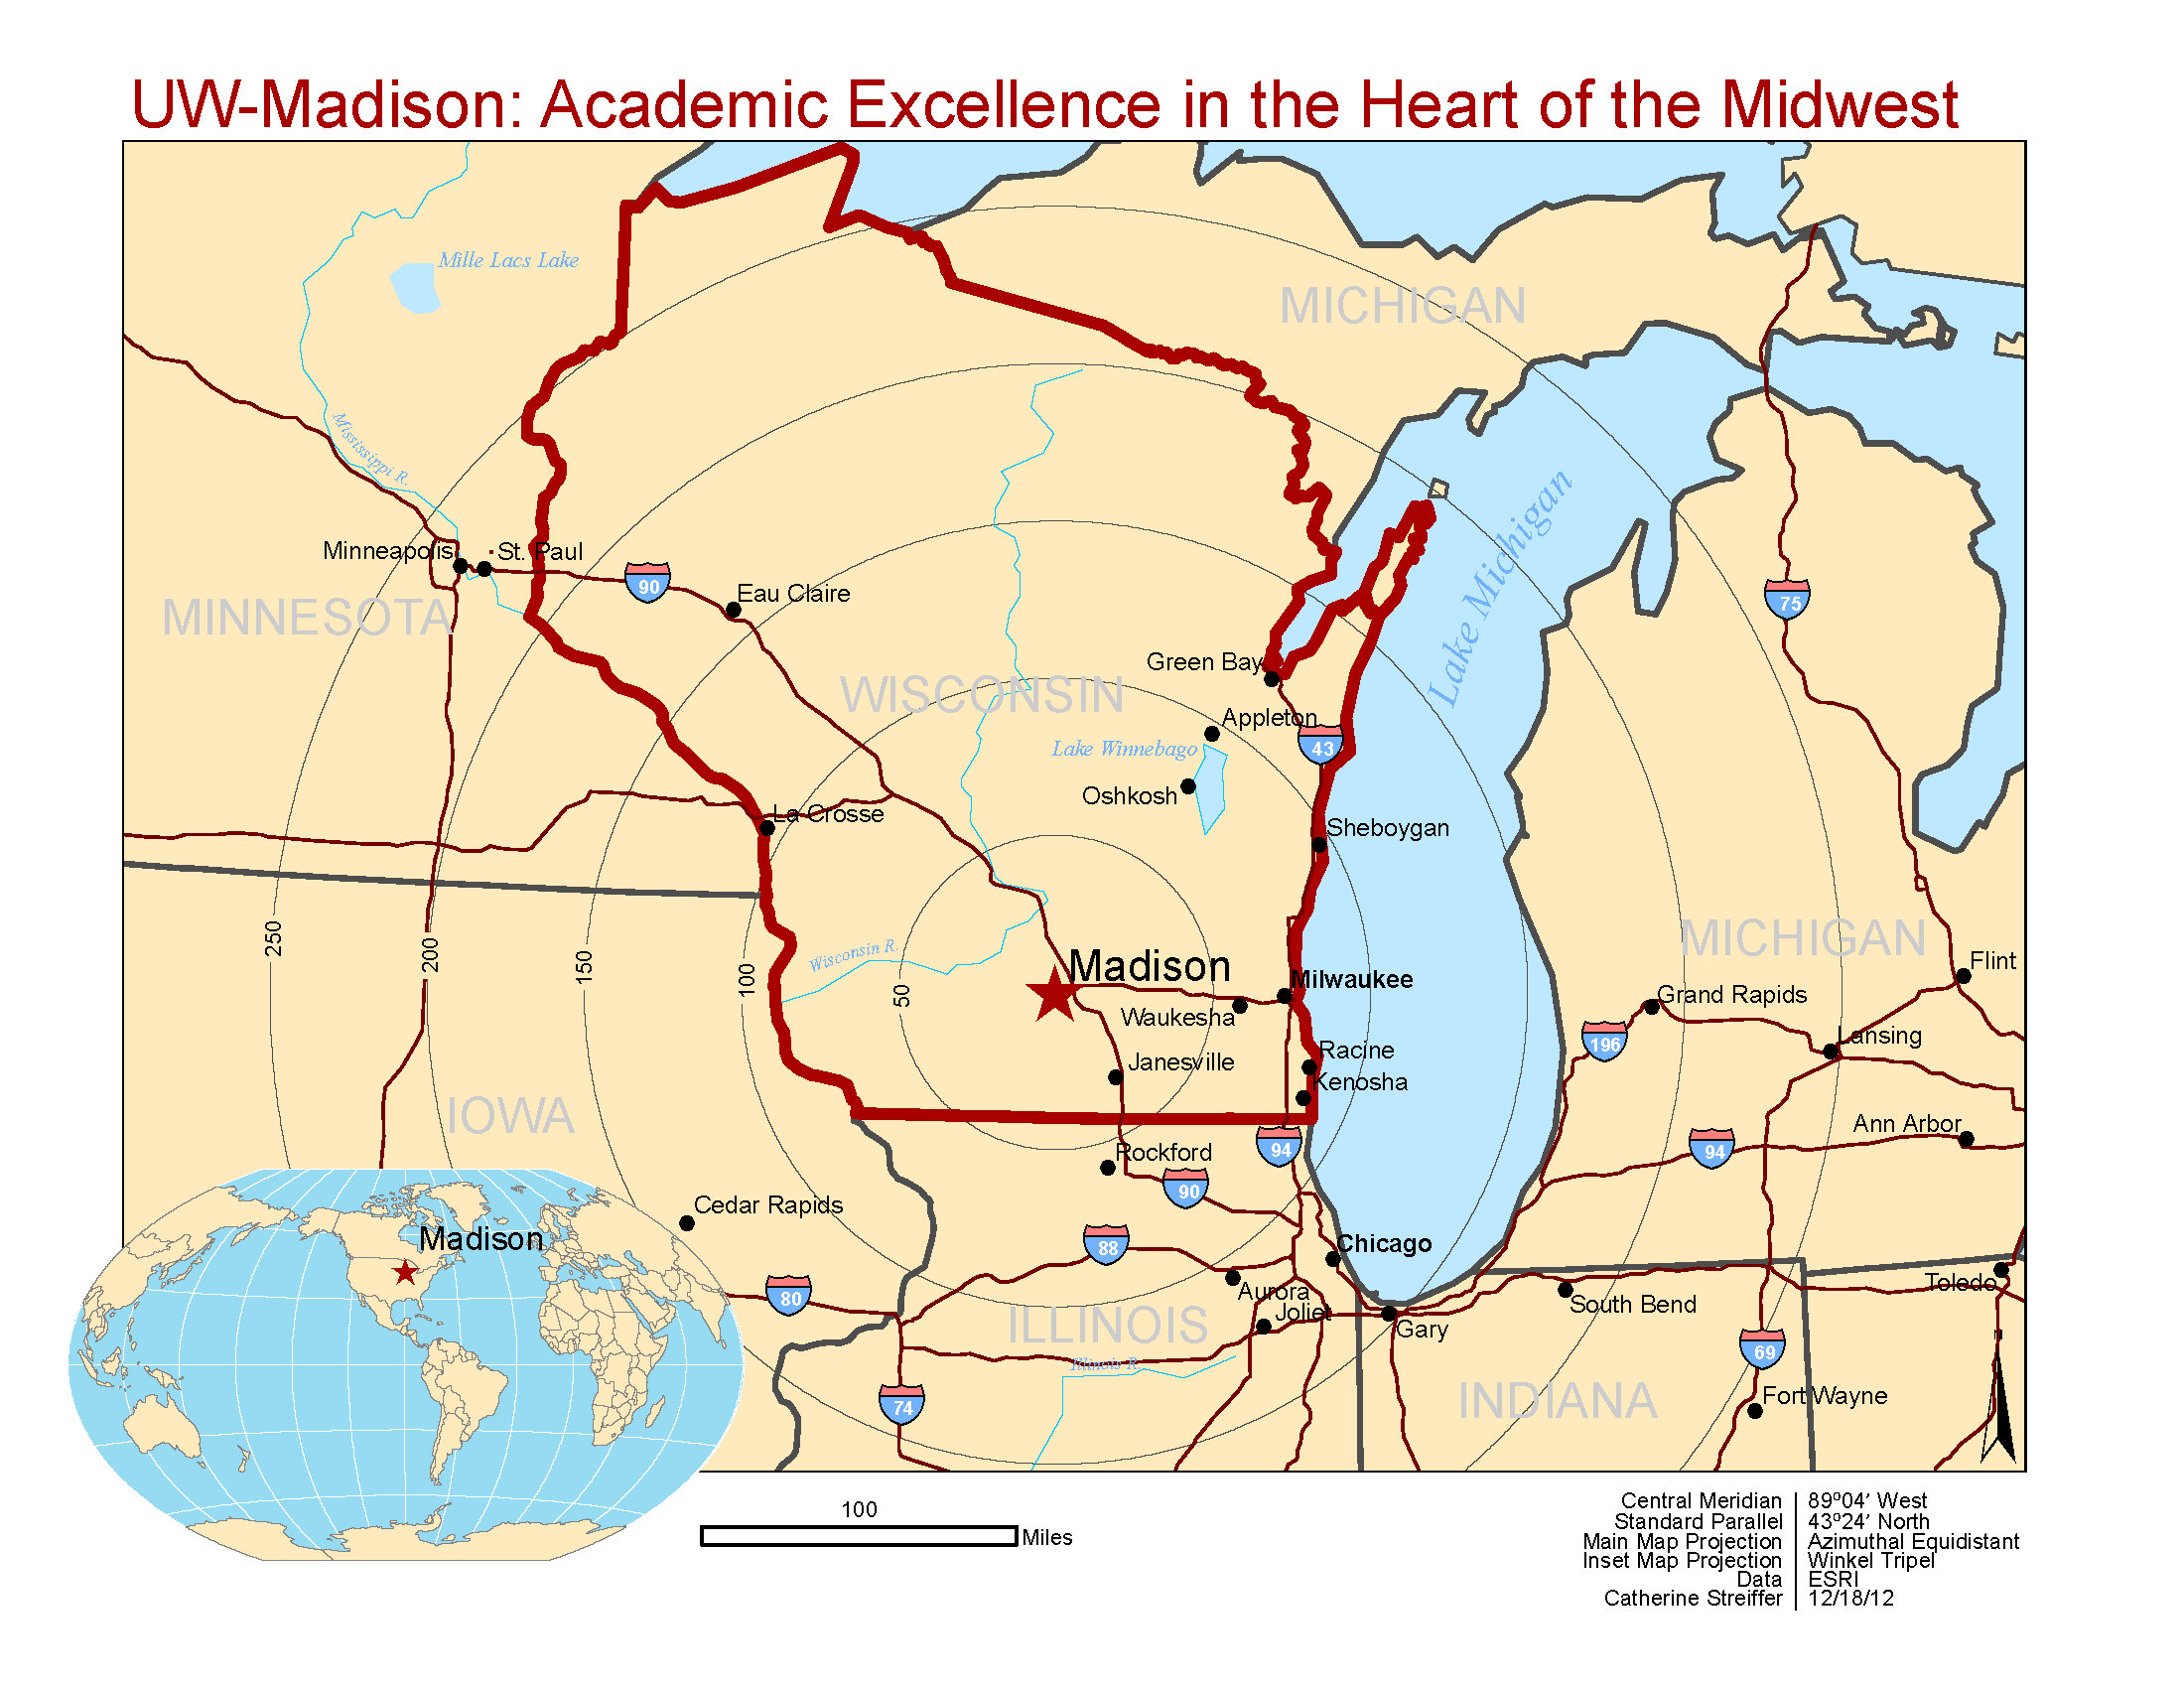 UW-Madison: Academic Excellence in the Heart of the Midwest
Mille Lacs Lake
MICHIGAN
Mississippi R.
Lake Michigan
Minneapolis
St. Paul
90
Eau Claire
75
MINNESOTA
Green Bay
WISCONSIN
Appleton
43
Lake Winnebago
Oshkosh
La Crosse
Sheboygan
250
200
150
100
50
Wisconsin R.
Madison
MICHIGAN
Flint
Milwaukee
Grand Rapids
Waukesha
196
Lansing
Racine
Janesville
Kenosha
IOWA
Ann Arbor
94
94
Rockford
90
Cedar Rapids
Madison
88
Chicago
80
Aurora
Toledo
South Bend
Joliet
ILLINOIS
Gary
69
Illinois R.
74
INDIANA
Fort Wayne
100
Miles
Central Meridian 89º04' West
Standard Parallel 43º24' North
Main Map Projection Azimuthal Equidistant
Inset Map Projection Winkel Tripel
Data ESRI
Catherine Streiffer 12/18/12